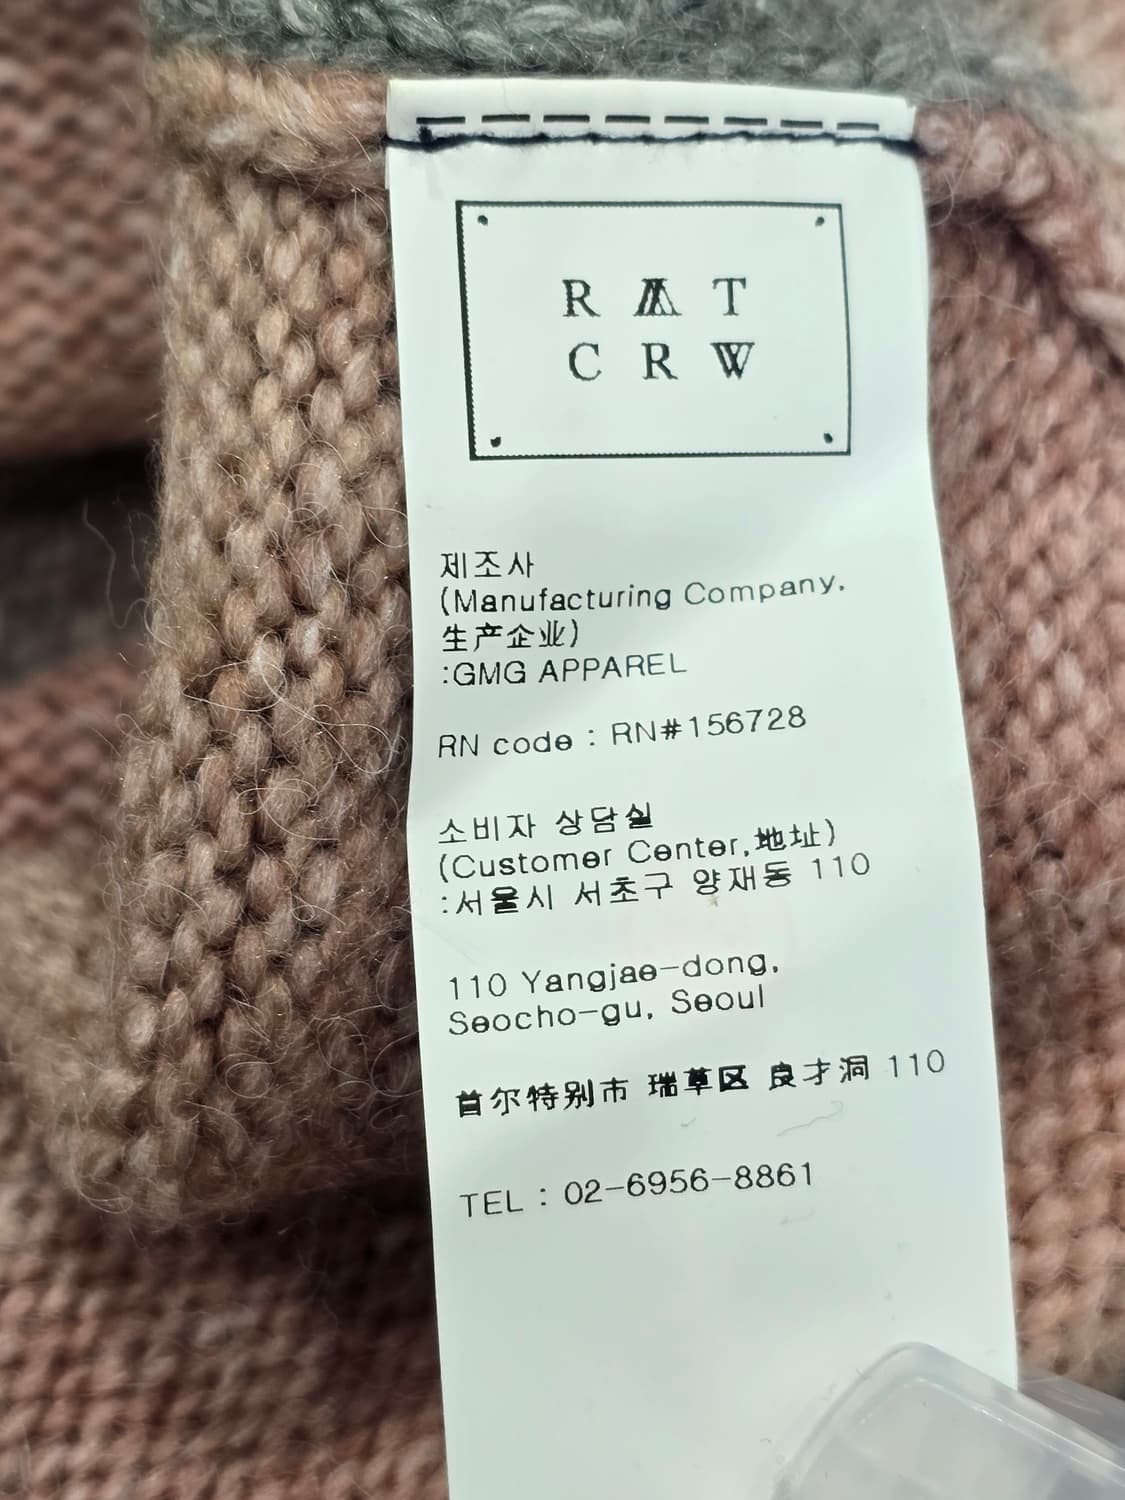 R A T
C R W
제조사
(Manufacturing Company,
生产企业)
:GMG APPAREL
RN code : RN#156728
소비자 상담실
(Customer Center,地址)
:서울시 서초구 양재동 110
110 Yangjae-dong,
Seocho-gu, Seoul
首尔特别市 瑞草区 良才洞 110
TEL : 02-6956-8861